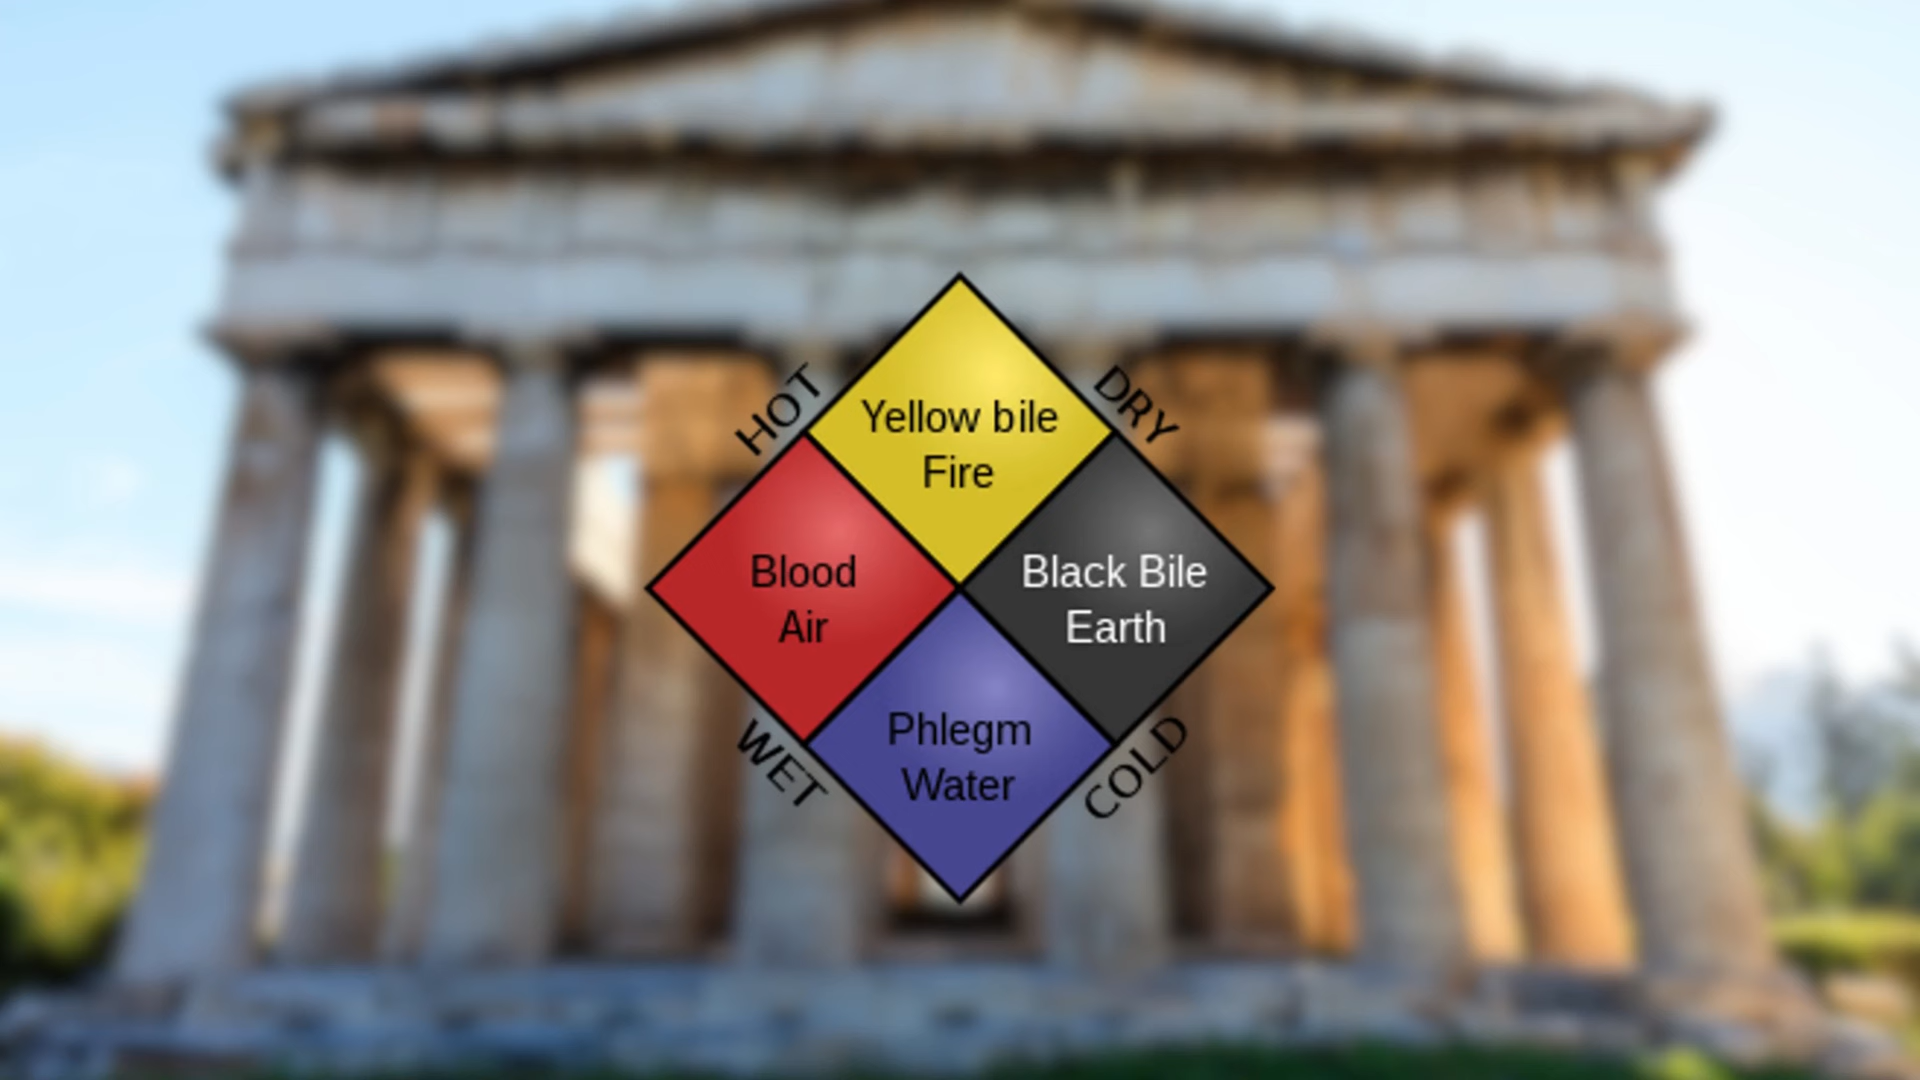 HOT
DRY
Yellow bile
Fire
Blood
Air
Black Bile
Earth
Phlegm
Water
WET
COLD